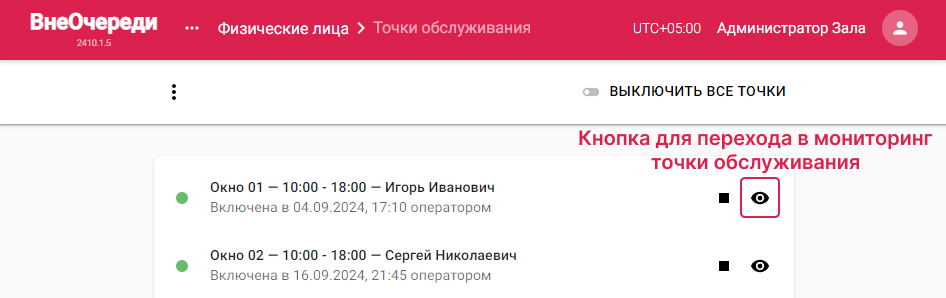 ВнеОчереди
2410.1.5
··· Физические лица > Точки обслуживания
UTC+05:00 Администратор Зала
ВЫКЛЮЧИТЬ ВСЕ ТОЧКИ
Кнопка для перехода в мониторинг
точки обслуживания
Окно 01 — 10:00 - 18:00 — Игорь Иванович
Включена в 04.09.2024, 17:10 оператором
Окно 02 — 10:00 - 18:00 — Сергей Николаевич
Включена в 16.09.2024, 21:45 оператором